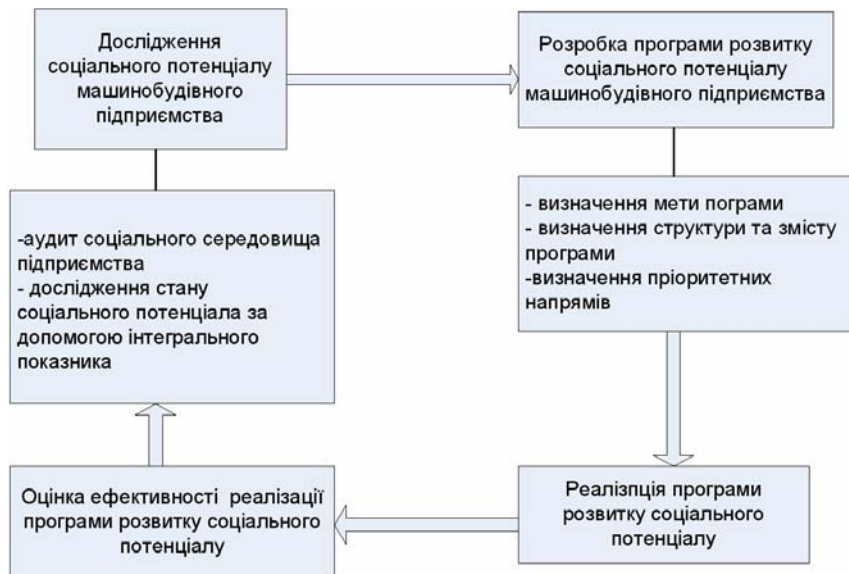 Дослідження
соціального потенціалу
машинобудівного
підприємства
Розробка програми розвитку
соціального потенціалу
машинобудівного підприємства
-аудит соціального середовища
підприємства
- дослідження стану
соціального потенціала за
допомогою інтегрального
показника
- визначення мети пограми
- визначення структури та змісту
програми
-визначення пріоритетних
напрямів
Оцінка ефективності реалізації
програми розвитку соціального
потенціалу
Реалізпція програми
розвитку соціального
потенціалу